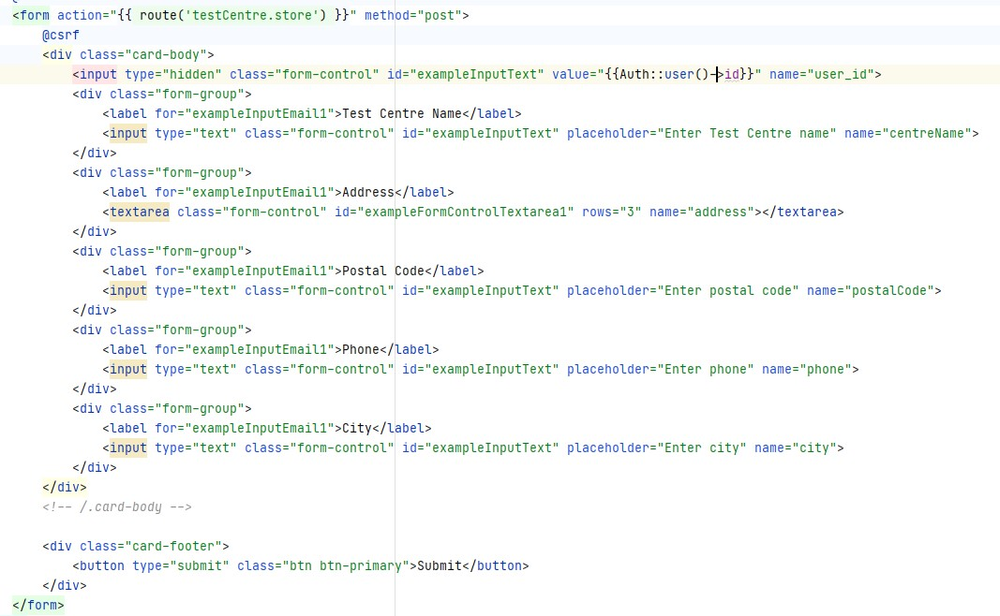 <form action="{{ route('testCentre.store') }}" method="post">
    @csrf
    <div class="card-body">
        <input type="hidden" class="form-control" id="exampleInputText" value="{{Auth::user()->id}}" name="user_id">
        <div class="form-group">
            <label for="exampleInputEmail1">Test Centre Name</label>
            <input type="text" class="form-control" id="exampleInputText" placeholder="Enter Test Centre name" name="centreName">
        </div>
        <div class="form-group">
            <label for="exampleInputEmail1">Address</label>
            <textarea class="form-control" id="exampleFormControlTextarea1" rows="3" name="address"></textarea>
        </div>
        <div class="form-group">
            <label for="exampleInputEmail1">Postal Code</label>
            <input type="text" class="form-control" id="exampleInputText" placeholder="Enter postal code" name="postalCode">
        </div>
        <div class="form-group">
            <label for="exampleInputEmail1">Phone</label>
            <input type="text" class="form-control" id="exampleInputText" placeholder="Enter phone" name="phone">
        </div>
        <div class="form-group">
            <label for="exampleInputEmail1">City</label>
            <input type="text" class="form-control" id="exampleInputText" placeholder="Enter city" name="city">
        </div>
    </div>
    <!-- /.card-body -->
    <div class="card-footer">
        <button type="submit" class="btn btn-primary">Submit</button>
    </div>
</form>